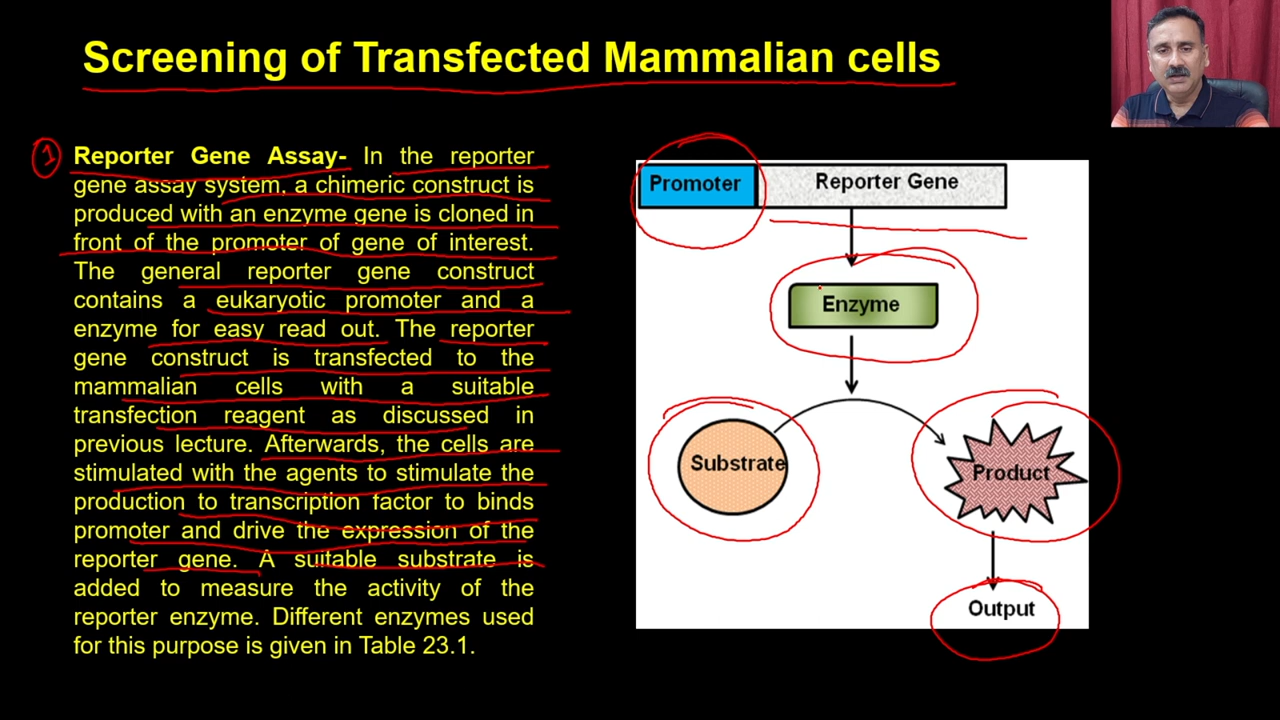 Screening of Transfected Mammalian cells
1
Reporter Gene Assay- In the reporter
gene assay system, a chimeric construct is
produced with an enzyme gene is cloned in
front of the promoter of gene of interest.
The general reporter gene construct
contains a eukaryotic promoter and a
enzyme for easy read out. The reporter
gene construct is transfected to the
mammalian cells with a suitable
transfection reagent as discussed in
previous lecture. Afterwards, the cells are
stimulated with the agents to stimulate the
production to transcription factor to binds
promoter and drive the expression of the
reporter gene. A suitable substrate is
added to measure the activity of the
reporter enzyme. Different enzymes used
for this purpose is given in Table 23.1.
Promoter
Reporter Gene
Enzyme
Substrate
Product
Output